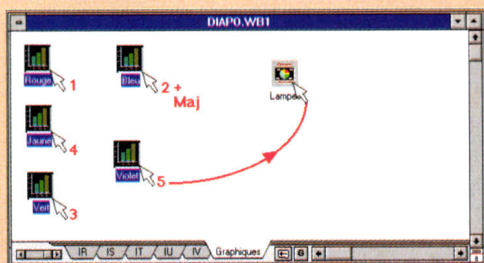 DIAPO.WB1
Rouge
1
Bleu
2 +
Maj
Lampes
Jaune
4
Violet
5
Vert
3
IR
IS
IT
IU
IV
Graphiques
G